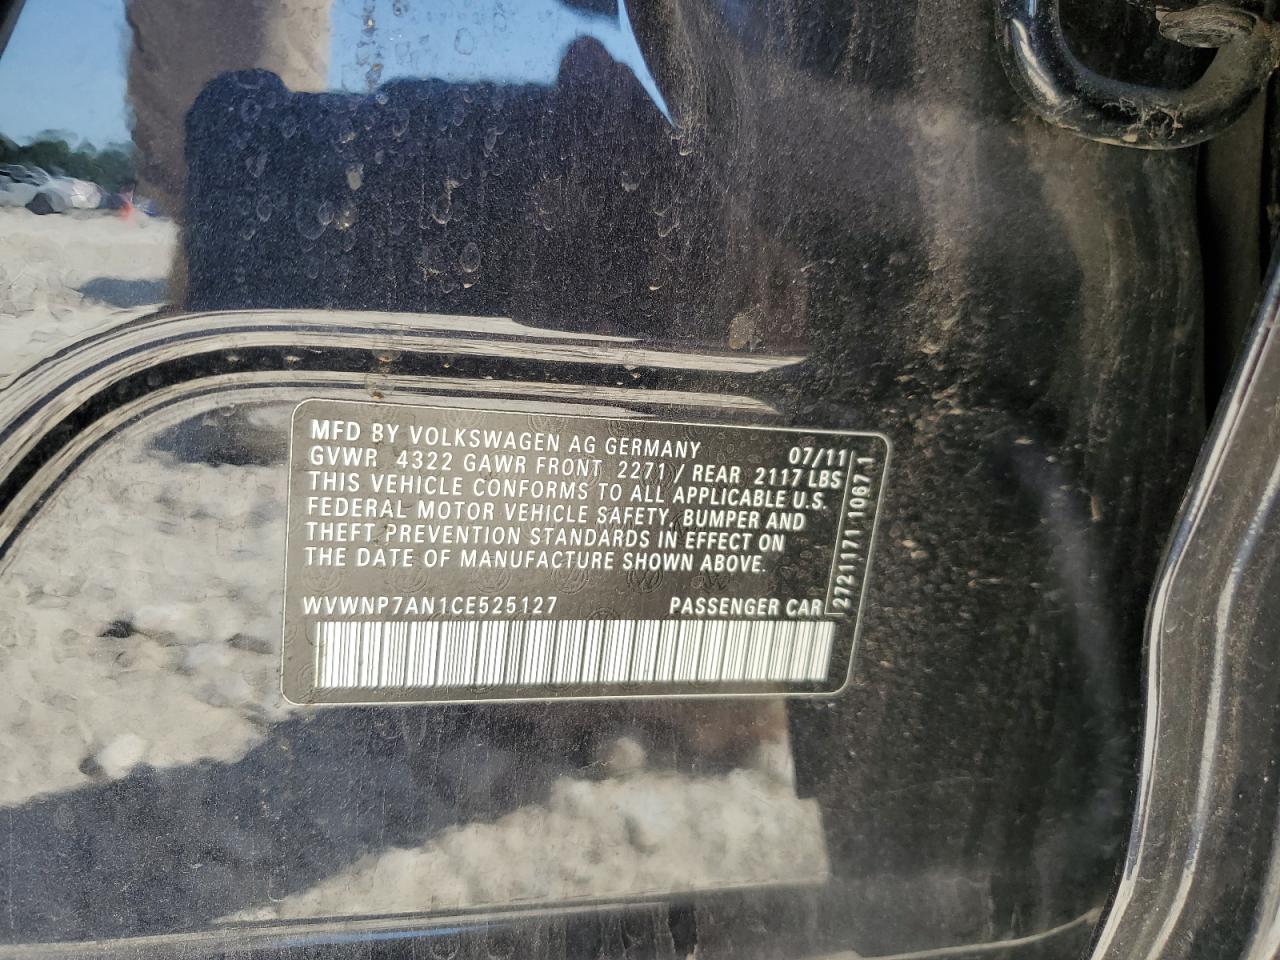 MFD BY VOLKSWAGEN AG GERMANY 07/11
GVWR 4322 GAWR FRONT 2271 / REAR 2117 LBS
THIS VEHICLE CONFORMS TO ALL APPLICABLE U.S.
FEDERAL MOTOR VEHICLE SAFETY, BUMPER AND
THEFT PREVENTION STANDARDS IN EFFECT ON
THE DATE OF MANUFACTURE SHOWN ABOVE.
WVWNP7AN1CE525127 PASSENGER CAR
2721171 1067.1